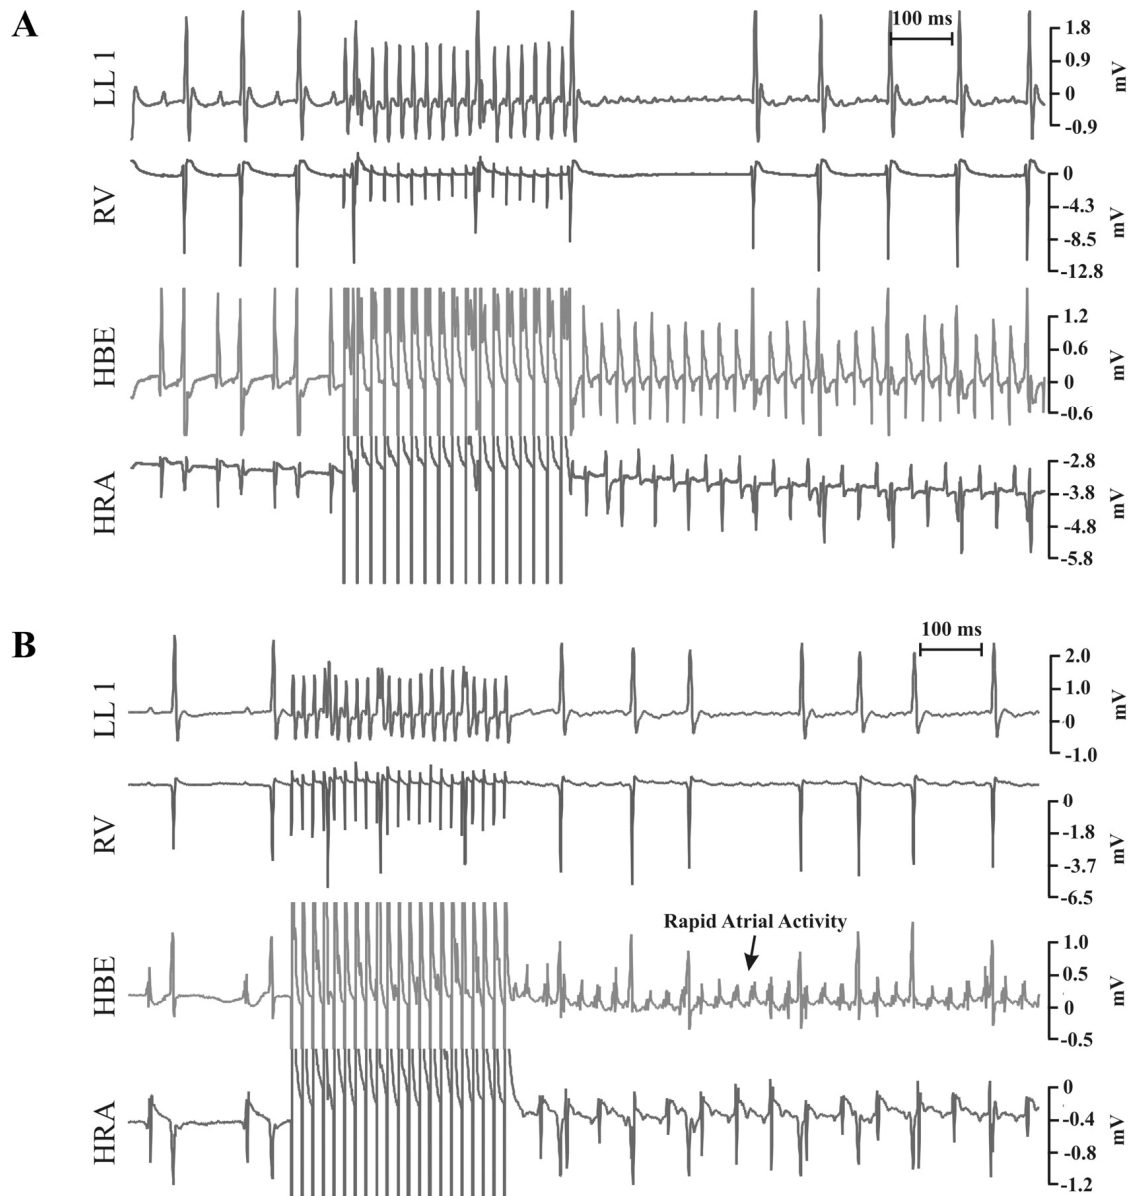 A
LL 1
100 ms
1.8
0.9
0
-0.9
mV
RV
0
-4.3
-8.5
-12.8
mV
HBE
1.2
0.6
0
-0.6
mV
HRA
-2.8
-3.8
-4.8
-5.8
mV
B
LL 1
100 ms
2.0
1.0
0
-1.0
mV
RV
0
-1.8
-3.7
-6.5
mV
HBE
Rapid Atrial Activity
1.0
0.5
0
-0.5
mV
HRA
0
-0.4
-0.8
-1.2
mV